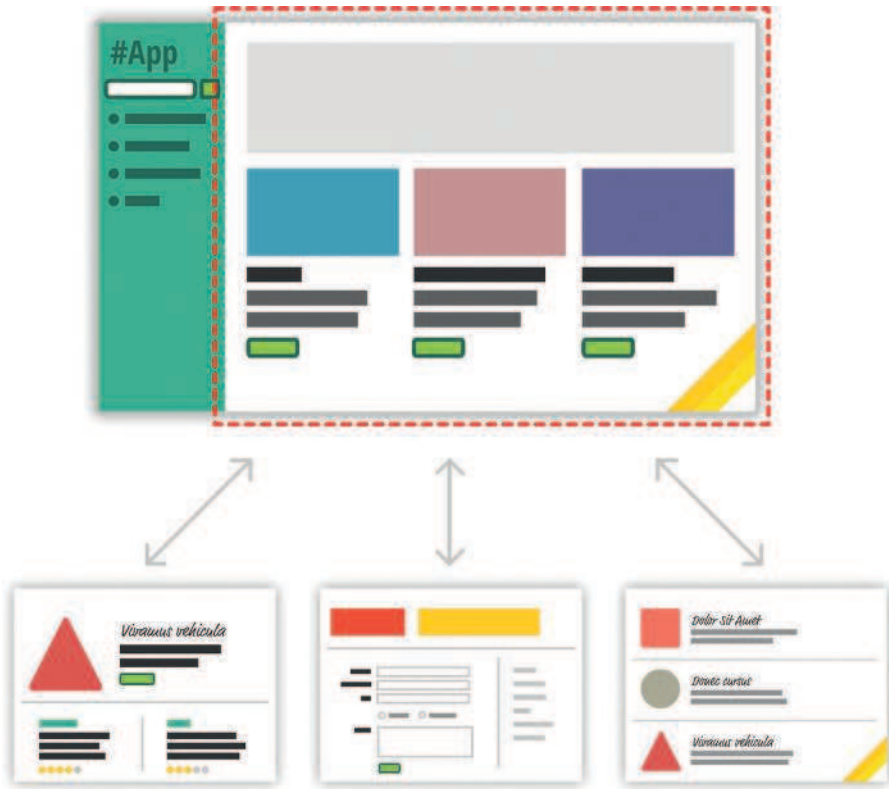 #App
Vivamus vehicula
Dolor Sit Amet
Donec cursus
Vivamus vehicula